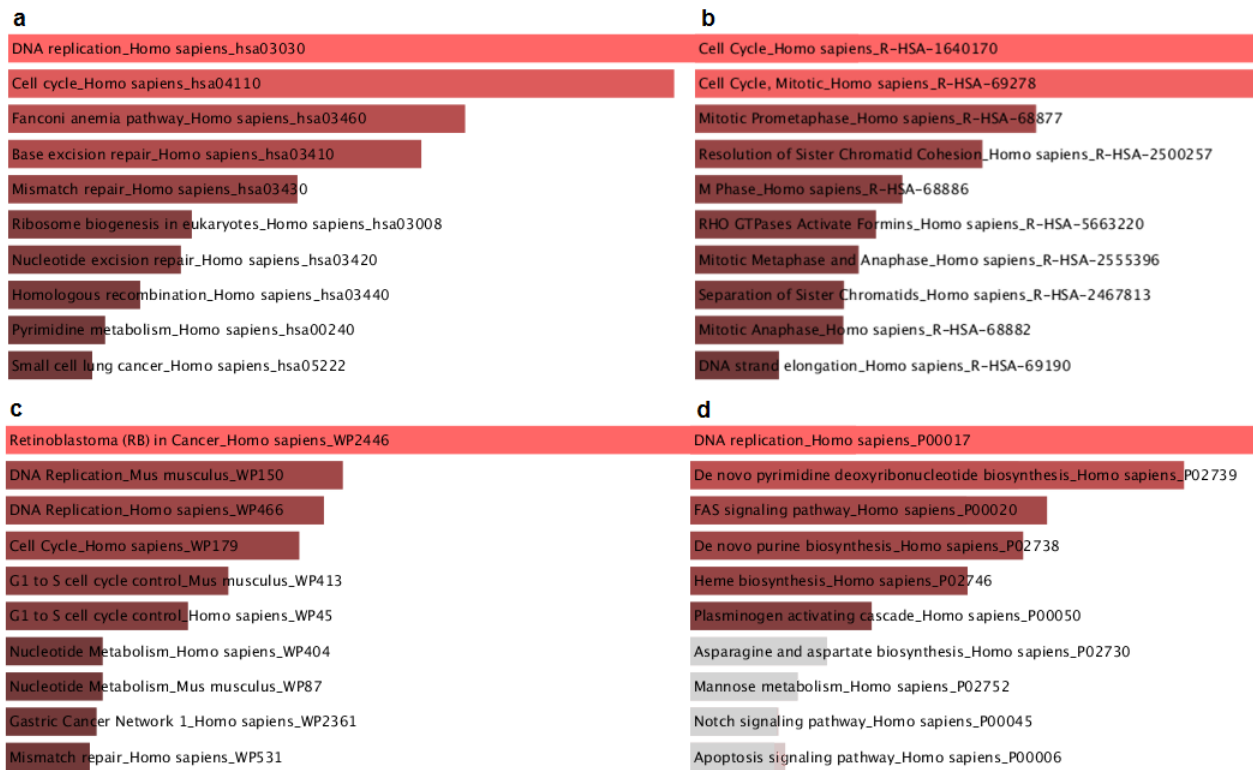 a
DNA replication_Homo sapiens_hsa03030
Cell cycle_Homo sapiens_hsa04110
Fanconi anemia pathway_Homo sapiens_hsa03460
Base excision repair_Homo sapiens_hsa03410
Mismatch repair_Homo sapiens_hsa03430
Ribosome biogenesis in eukaryotes_Homo sapiens_hsa03008
Nucleotide excision repair_Homo sapiens_hsa03420
Homologous recombination_Homo sapiens_hsa03440
Pyrimidine metabolism_Homo sapiens_hsa00240
Small cell lung cancer_Homo sapiens_hsa05222
b
Cell Cycle_Homo sapiens_R-HSA-1640170
Cell Cycle, Mitotic_Homo sapiens_R-HSA-69278
Mitotic Prometaphase_Homo sapiens_R-HSA-68877
Resolution of Sister Chromatid Cohesion_Homo sapiens_R-HSA-2500257
M Phase_Homo sapiens_R-HSA-68886
RHO GTPases Activate Formins_Homo sapiens_R-HSA-5663220
Mitotic Metaphase and Anaphase_Homo sapiens_R-HSA-2555396
Separation of Sister Chromatids_Homo sapiens_R-HSA-2467813
Mitotic Anaphase_Homo sapiens_R-HSA-68882
DNA strand elongation_Homo sapiens_R-HSA-69190
c
Retinoblastoma (RB) in Cancer_Homo sapiens_WP2446
DNA Replication_Mus musculus_WP150
DNA Replication_Homo sapiens_WP466
Cell Cycle_Homo sapiens_WP179
G1 to S cell cycle control_Mus musculus_WP413
G1 to S cell cycle control_Homo sapiens_WP45
Nucleotide Metabolism_Homo sapiens_WP404
Nucleotide Metabolism_Mus musculus_WP87
Gastric Cancer Network 1_Homo sapiens_WP2361
Mismatch repair_Homo sapiens_WP531
d
DNA replication_Homo sapiens_P00017
De novo pyrimidine deoxyribonucleotide biosynthesis_Homo sapiens_P02739
FAS signaling pathway_Homo sapiens_P00020
De novo purine biosynthesis_Homo sapiens_P02738
Heme biosynthesis_Homo sapiens_P02746
Plasminogen activating cascade_Homo sapiens_P00050
Asparagine and aspartate biosynthesis_Homo sapiens_P02730
Mannose metabolism_Homo sapiens_P02752
Notch signaling pathway_Homo sapiens_P00045
Apoptosis signaling pathway_Homo sapiens_P00006